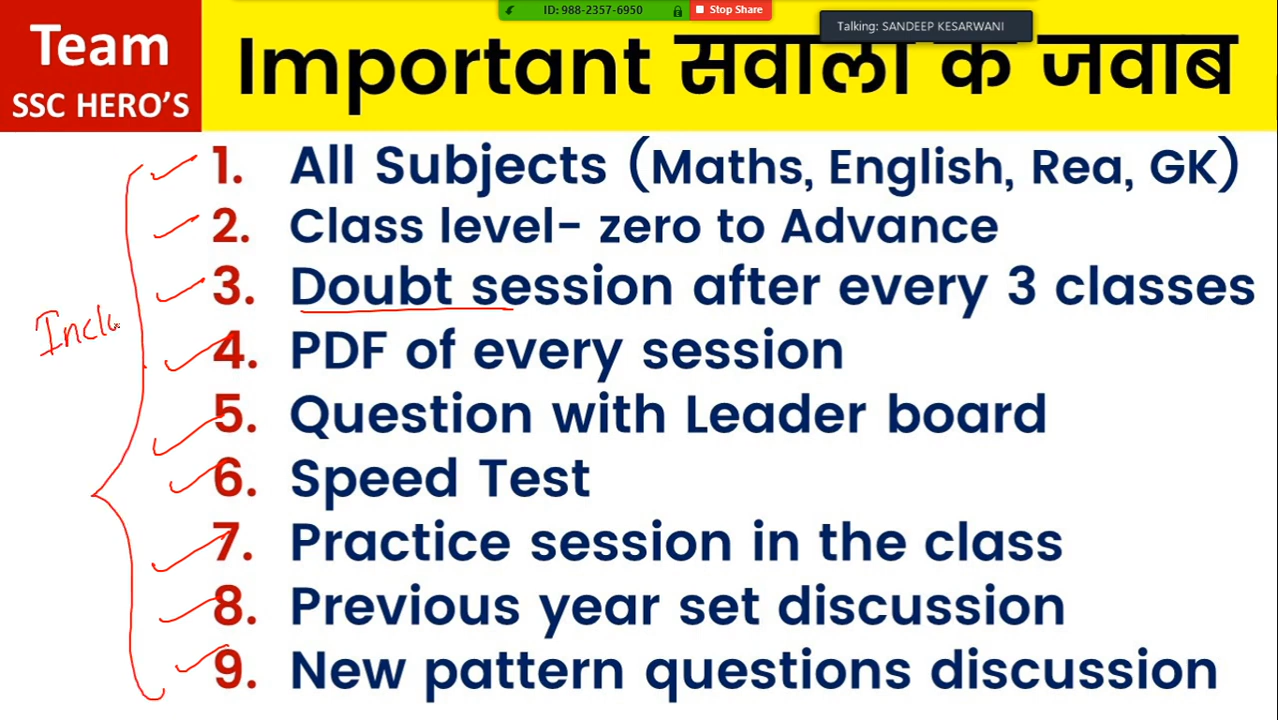 ID: 988-2357-6950
Stop Share
Talking: SANDEEP KESARWANI
Team
SSC HERO'S
Important सवालों के जवाब
1. All Subjects (Maths, English, Rea, GK)
2. Class level- zero to Advance
3. Doubt session after every 3 classes
4. PDF of every session
5. Question with Leader board
6. Speed Test
7. Practice session in the class
8. Previous year set discussion
9. New pattern questions discussion